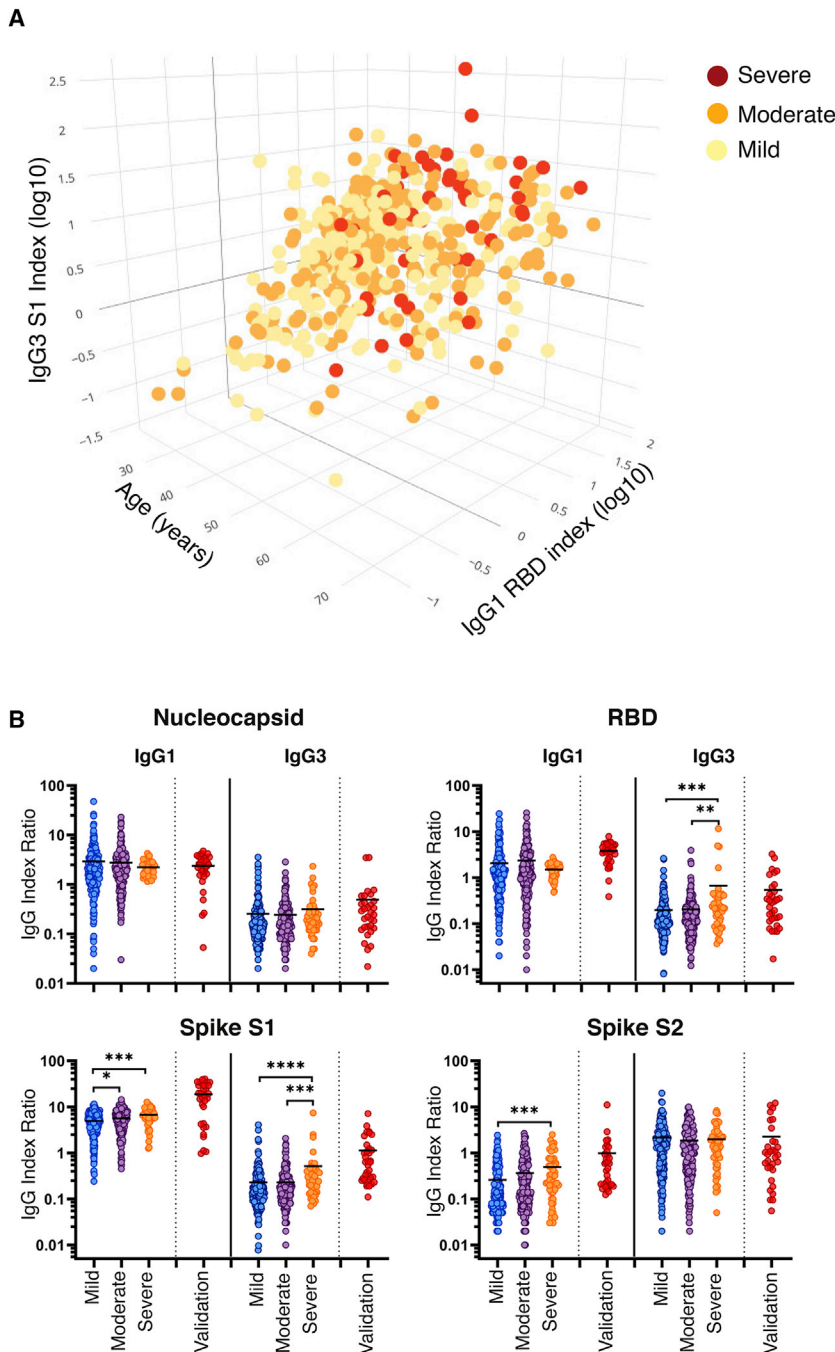 A
Severe
Moderate
Mild
2.5
2
1.5
1
0.5
0
−0.5
−1
−1.5
IgG3 S1 Index (log10)
30
40
50
60
70
Age (years)
2
1.5
1
0.5
0
−0.5
−1
IgG1 RBD index (log10)
B
Nucleocapsid
IgG1
IgG3
IgG Index Ratio
100
10
1
0.1
0.01
RBD
IgG1
IgG3
IgG Index Ratio
100
10
1
0.1
0.01
***
**
Spike S1
IgG Index Ratio
100
10
1
0.1
0.01
***
*
****
***
Mild
Moderate
Severe
Validation
Mild
Moderate
Severe
Validation
Spike S2
IgG Index Ratio
100
10
1
0.1
0.01
***
Mild
Moderate
Severe
Validation
Mild
Moderate
Severe
Validation